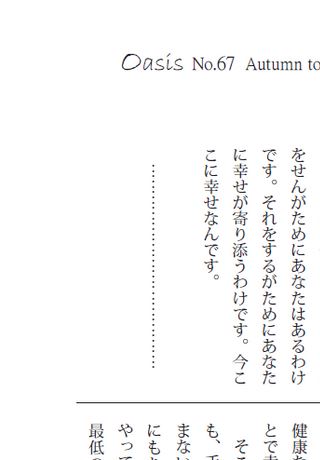 Oasis No.67 Autumn to
をせんがためにあなたはあるわけ
です。それをするがためにあなた
に幸せが寄り添うわけです。今こ
こに幸せなんです。
健康を
とで
そ
も、
まな
にも
やって
最低の